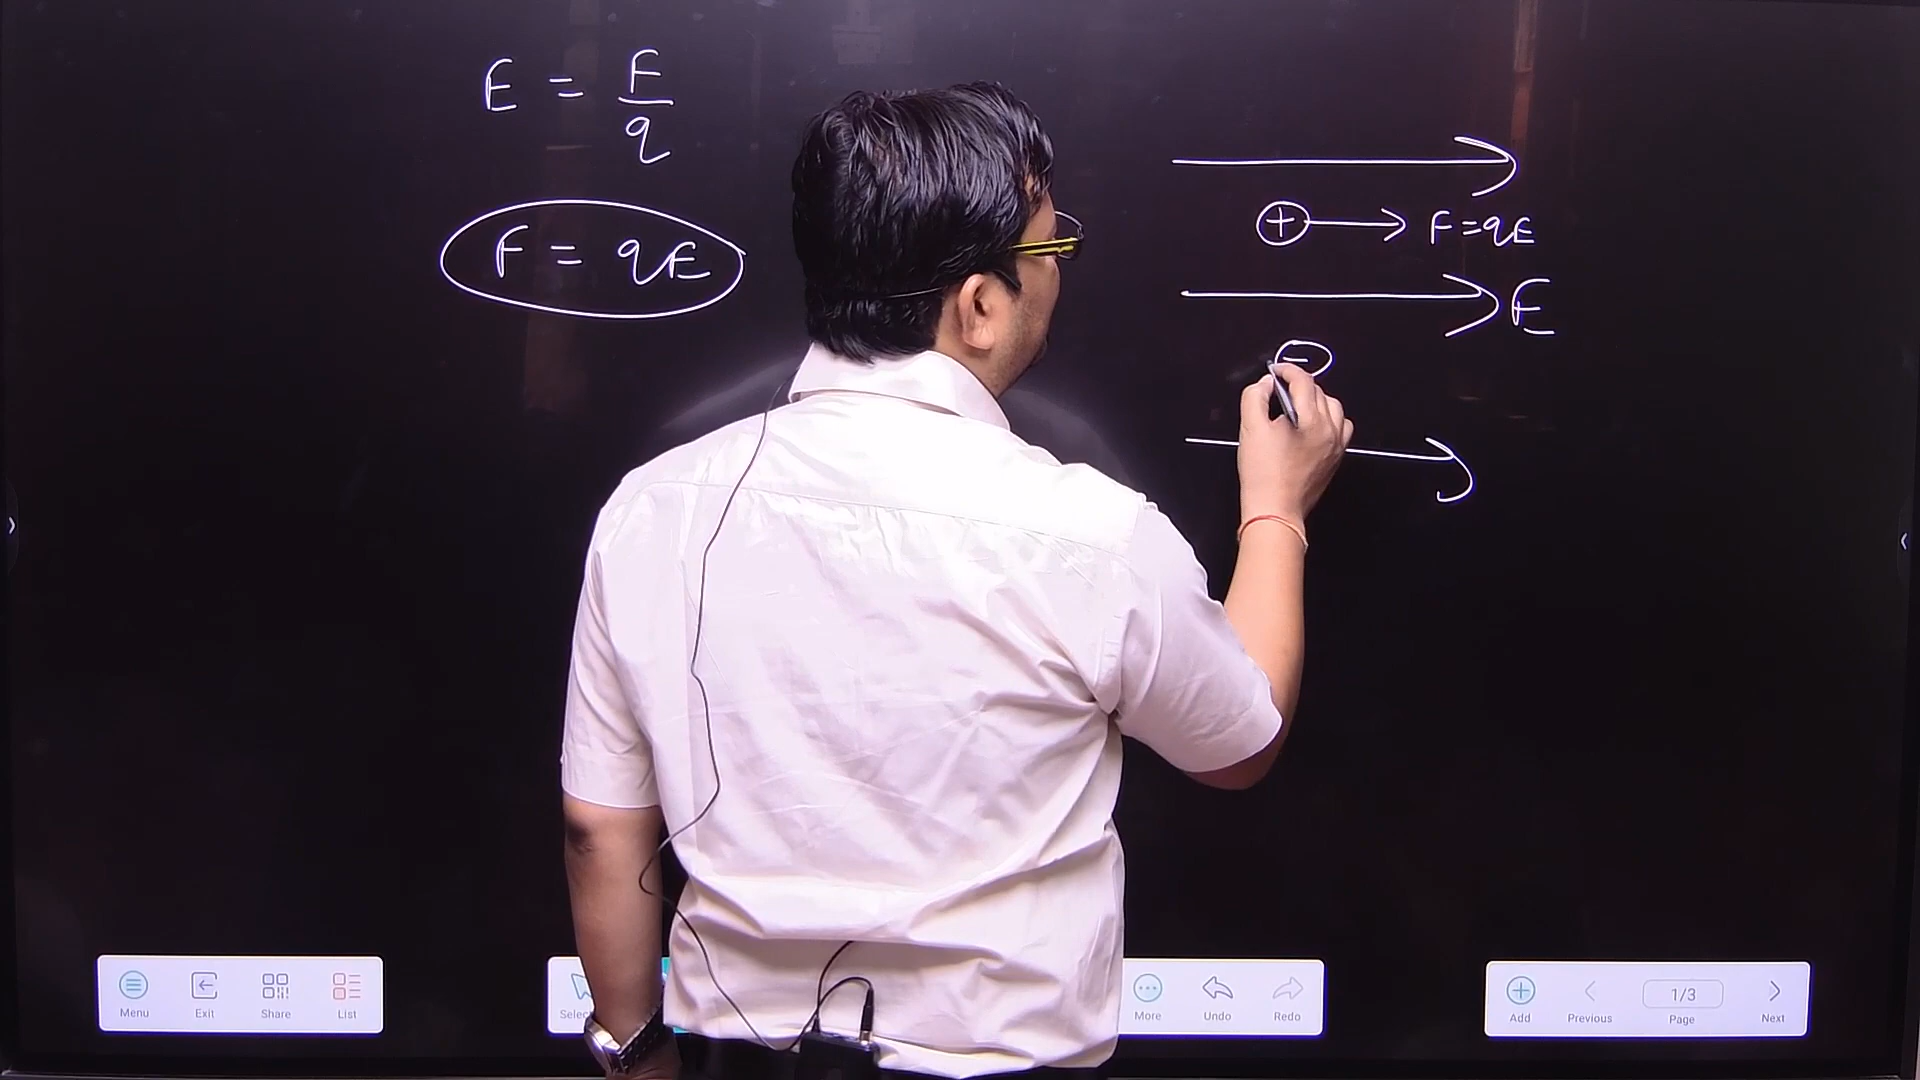 E = F/q
F = qE
+ F=qE
E
−
Menu Exit Share List
More Undo Redo
Add Previous 1/3 Page Next